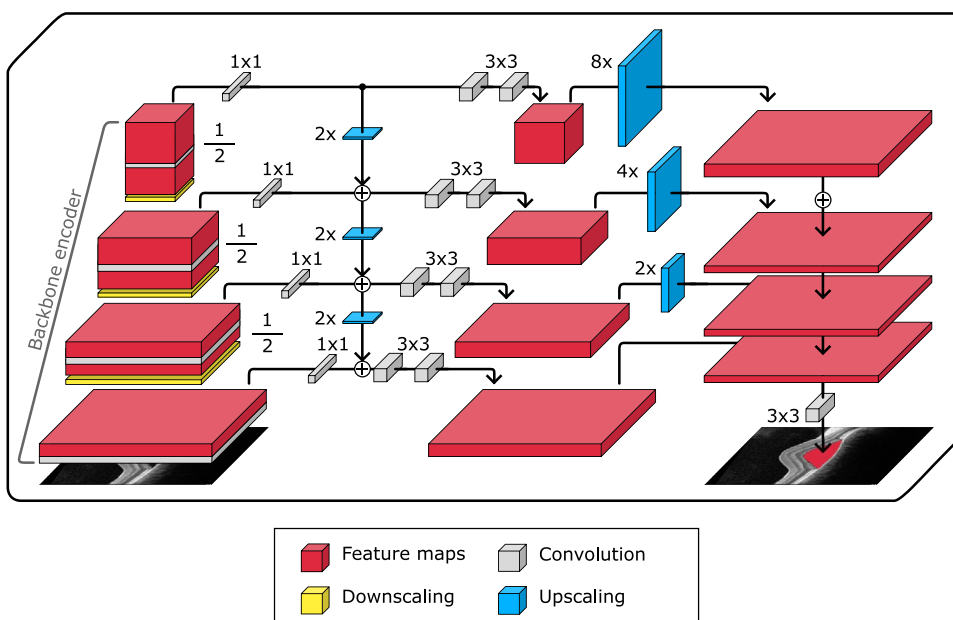 1x1
3x3
8x
1
2
2x
1x1
3x3
4x
1
2
2x
1x1
3x3
2x
1
2
2x
1x1
3x3
Backbone encoder
3x3
Feature maps
Convolution
Downscaling
Upscaling